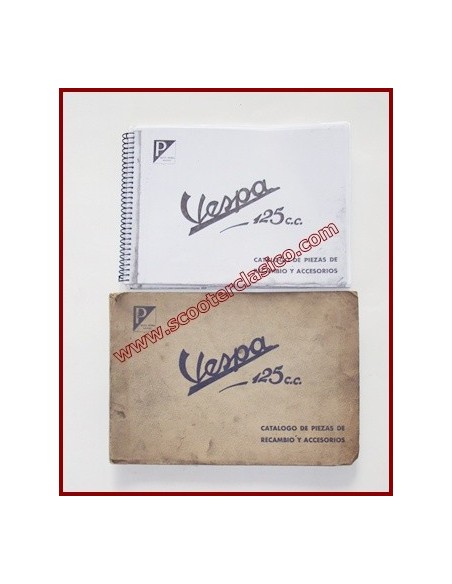 P
Vespa
125 c.c.
CATALOGO DE PIEZAS DE
RECAMBIO Y ACCESORIOS
www.scooterclasico.com
P
Vespa
125 c.c.
CATALOGO DE PIEZAS DE
RECAMBIO Y ACCESORIOS